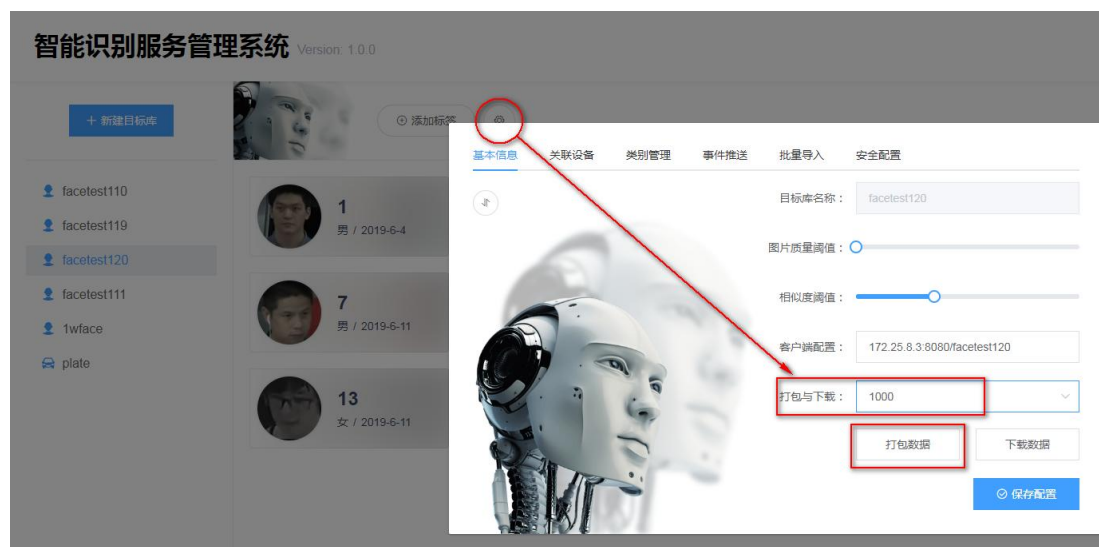 智能识别服务管理系统 Version: 1.0.0
+ 新建目标库
添加标签
facetest110
facetest119
facetest120
facetest111
1wface
plate
1
男 / 2019-6-4
7
男 / 2019-6-11
13
女 / 2019-6-11
基本信息 关联设备 类别管理 事件推送 批量导入 安全配置
目标库名称： facetest120
图片质量阈值：
相似度阈值：
客户端配置： 172.25.8.3:8080/facetest120
打包与下载： 1000
打包数据 下载数据
保存配置